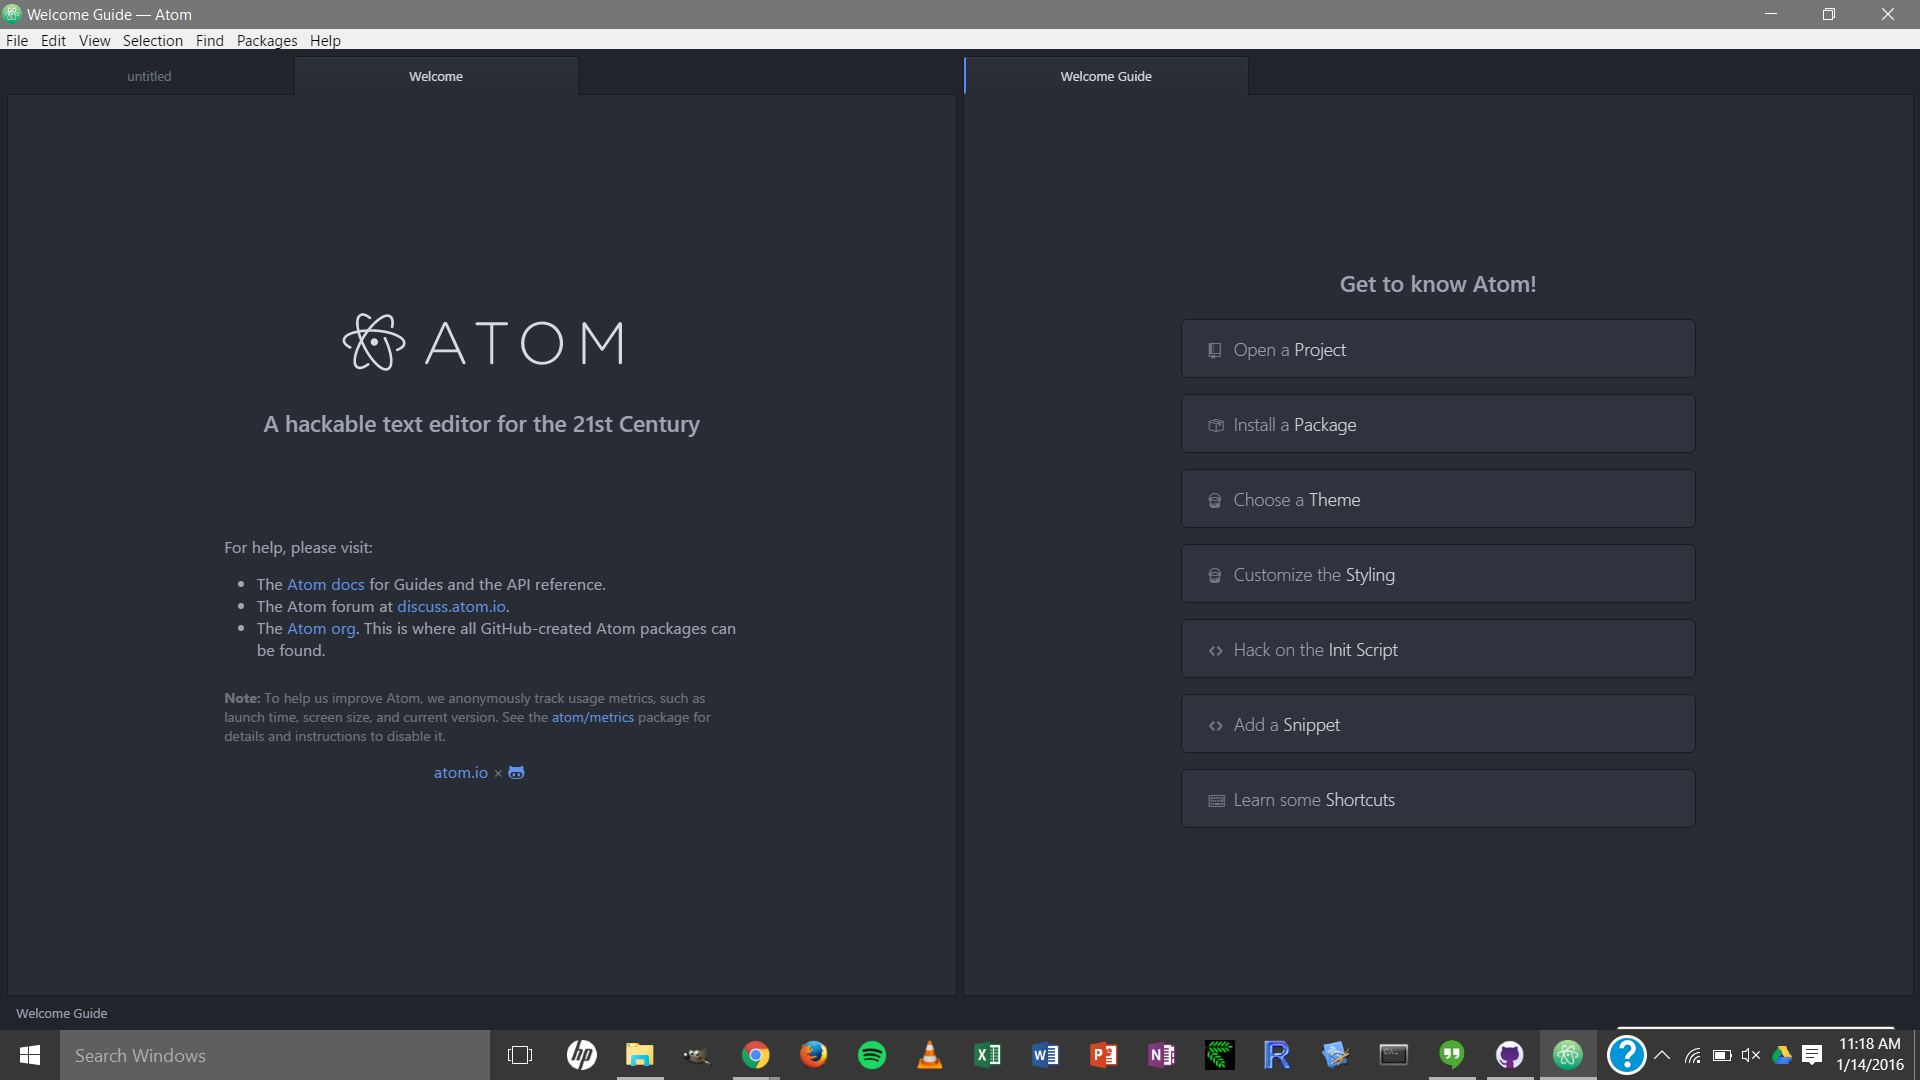 Welcome Guide — Atom
File Edit View Selection Find Packages Help
untitled
Welcome
Welcome Guide
ATOM
A hackable text editor for the 21st Century
For help, please visit:
The Atom docs for Guides and the API reference.
The Atom forum at discuss.atom.io.
The Atom org. This is where all GitHub-created Atom packages can
be found.
Note: To help us improve Atom, we anonymously track usage metrics, such as
launch time, screen size, and current version. See the atom/metrics package for
details and instructions to disable it.
atom.io ×
Get to know Atom!
Open a Project
Install a Package
Choose a Theme
Customize the Styling
Hack on the Init Script
Add a Snippet
Learn some Shortcuts
Welcome Guide
Search Windows
hp
11:18 AM
1/14/2016